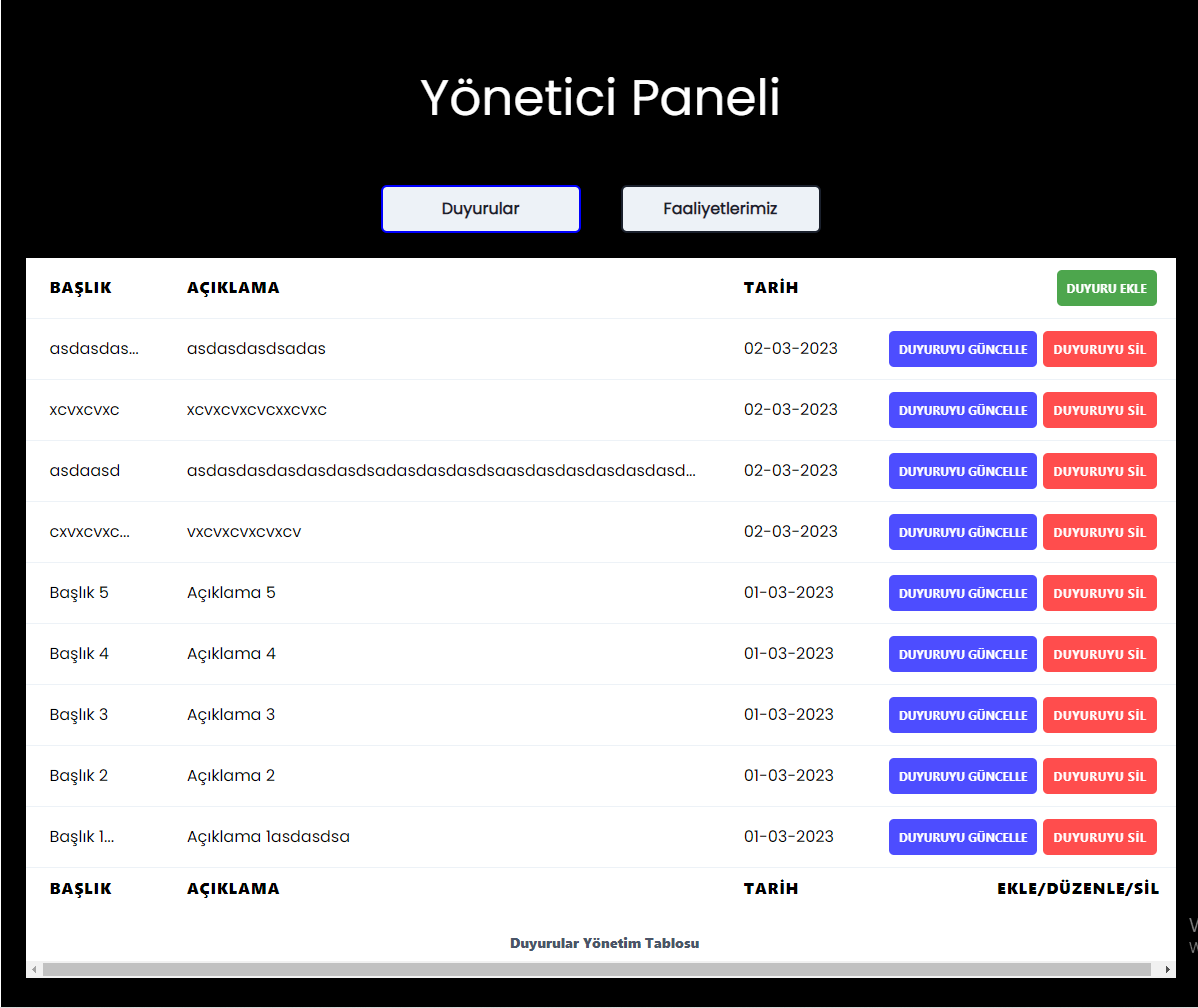 Yönetici Paneli
Duyurular Faaliyetlerimiz
BAŞLIK AÇIKLAMA TARİH DUYURU EKLE
asdasdas... asdasdasdsadas 02-03-2023 DUYURUYU GÜNCELLE DUYURUYU SİL
xcvxcvxc xcvxcvxcvcxxcvxc 02-03-2023 DUYURUYU GÜNCELLE DUYURUYU SİL
asdaasd asdasdasdasdasdasdsadasdasdasdsaasdasdasdasdasdasd... 02-03-2023 DUYURUYU GÜNCELLE DUYURUYU SİL
cxvxcvxc... vxcvxcvxcvxcv 02-03-2023 DUYURUYU GÜNCELLE DUYURUYU SİL
Başlık 5 Açıklama 5 01-03-2023 DUYURUYU GÜNCELLE DUYURUYU SİL
Başlık 4 Açıklama 4 01-03-2023 DUYURUYU GÜNCELLE DUYURUYU SİL
Başlık 3 Açıklama 3 01-03-2023 DUYURUYU GÜNCELLE DUYURUYU SİL
Başlık 2 Açıklama 2 01-03-2023 DUYURUYU GÜNCELLE DUYURUYU SİL
Başlık 1... Açıklama 1asdasdsa 01-03-2023 DUYURUYU GÜNCELLE DUYURUYU SİL
BAŞLIK AÇIKLAMA TARİH EKLE/DÜZENLE/SİL
Duyurular Yönetim Tablosu